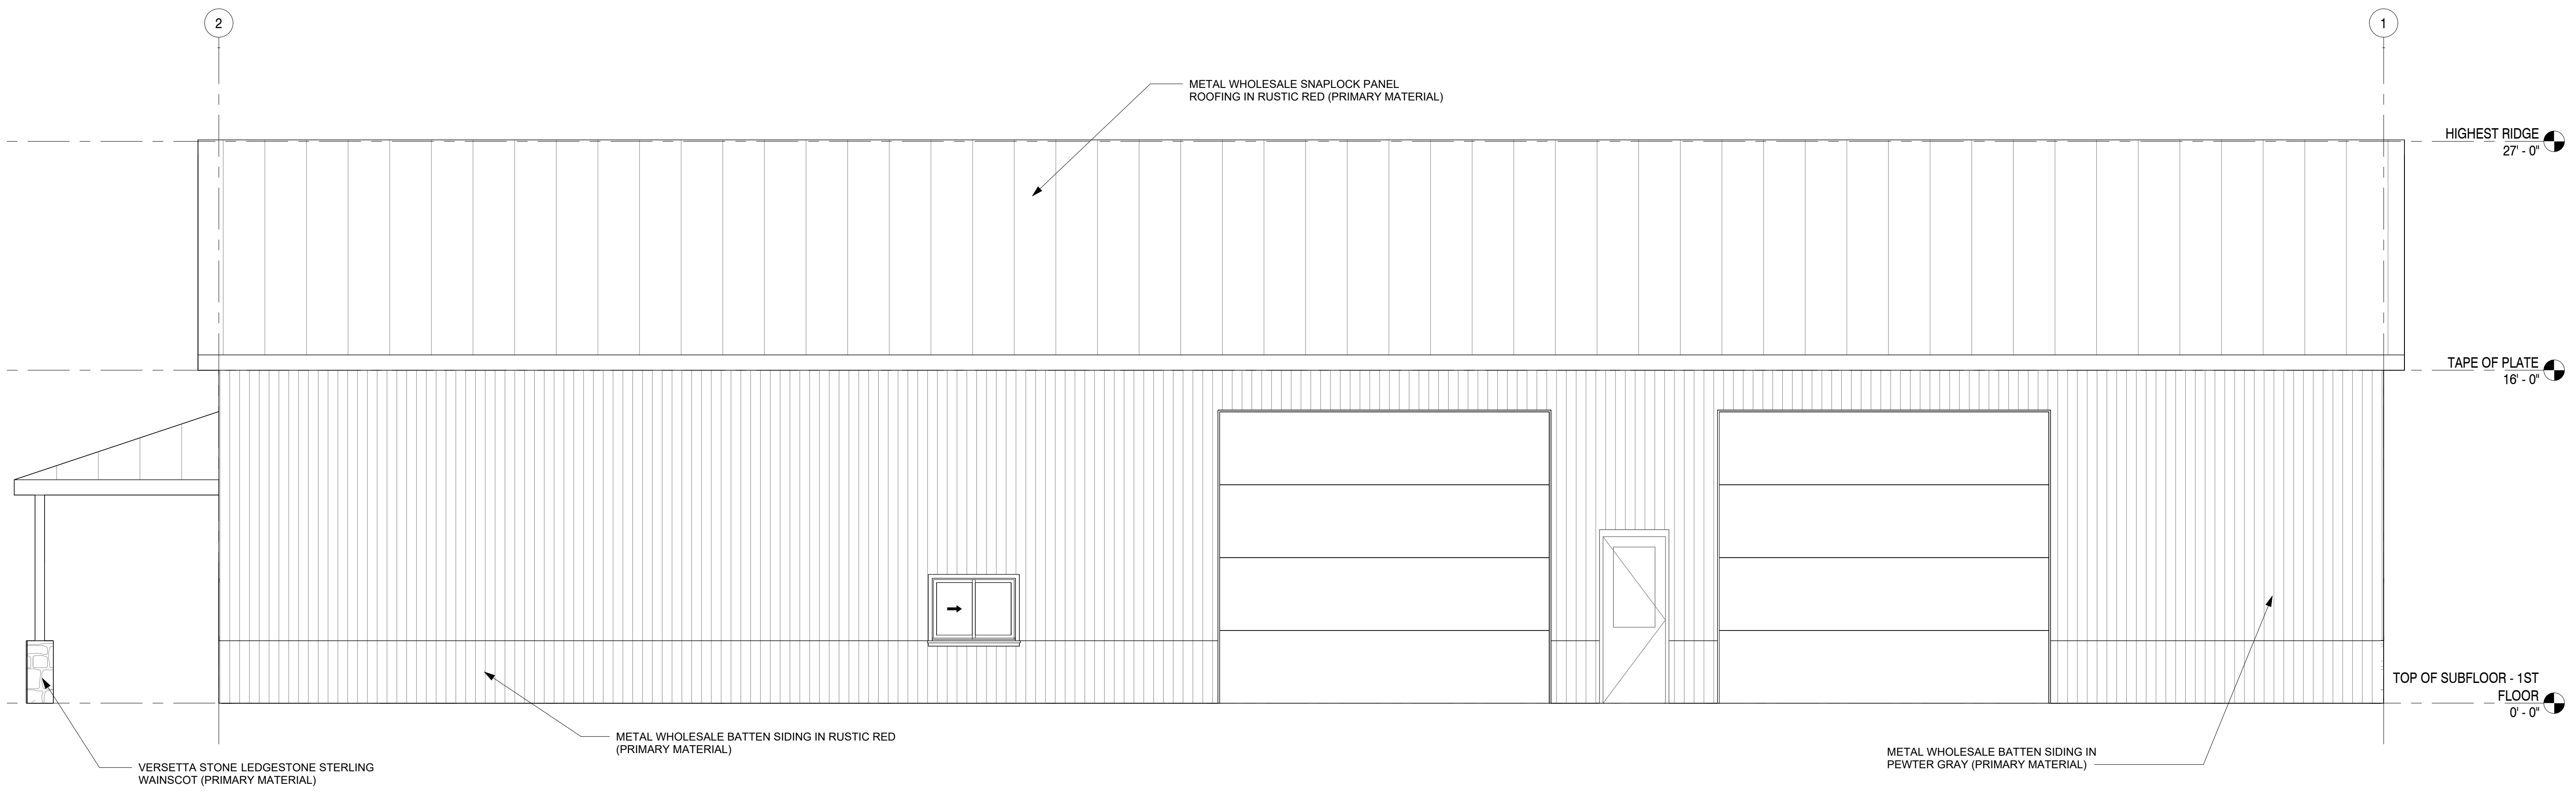 2
1
METAL WHOLESALE SNAPLOCK PANEL
ROOFING IN RUSTIC RED (PRIMARY MATERIAL)
HIGHEST RIDGE
27' - 0"
TAPE OF PLATE
16' - 0"
TOP OF SUBFLOOR - 1ST
FLOOR
0' - 0"
METAL WHOLESALE BATTEN SIDING IN RUSTIC RED
(PRIMARY MATERIAL)
METAL WHOLESALE BATTEN SIDING IN
PEWTER GRAY (PRIMARY MATERIAL)
VERSETTA STONE LEDGESTONE STERLING
WAINSCOT (PRIMARY MATERIAL)